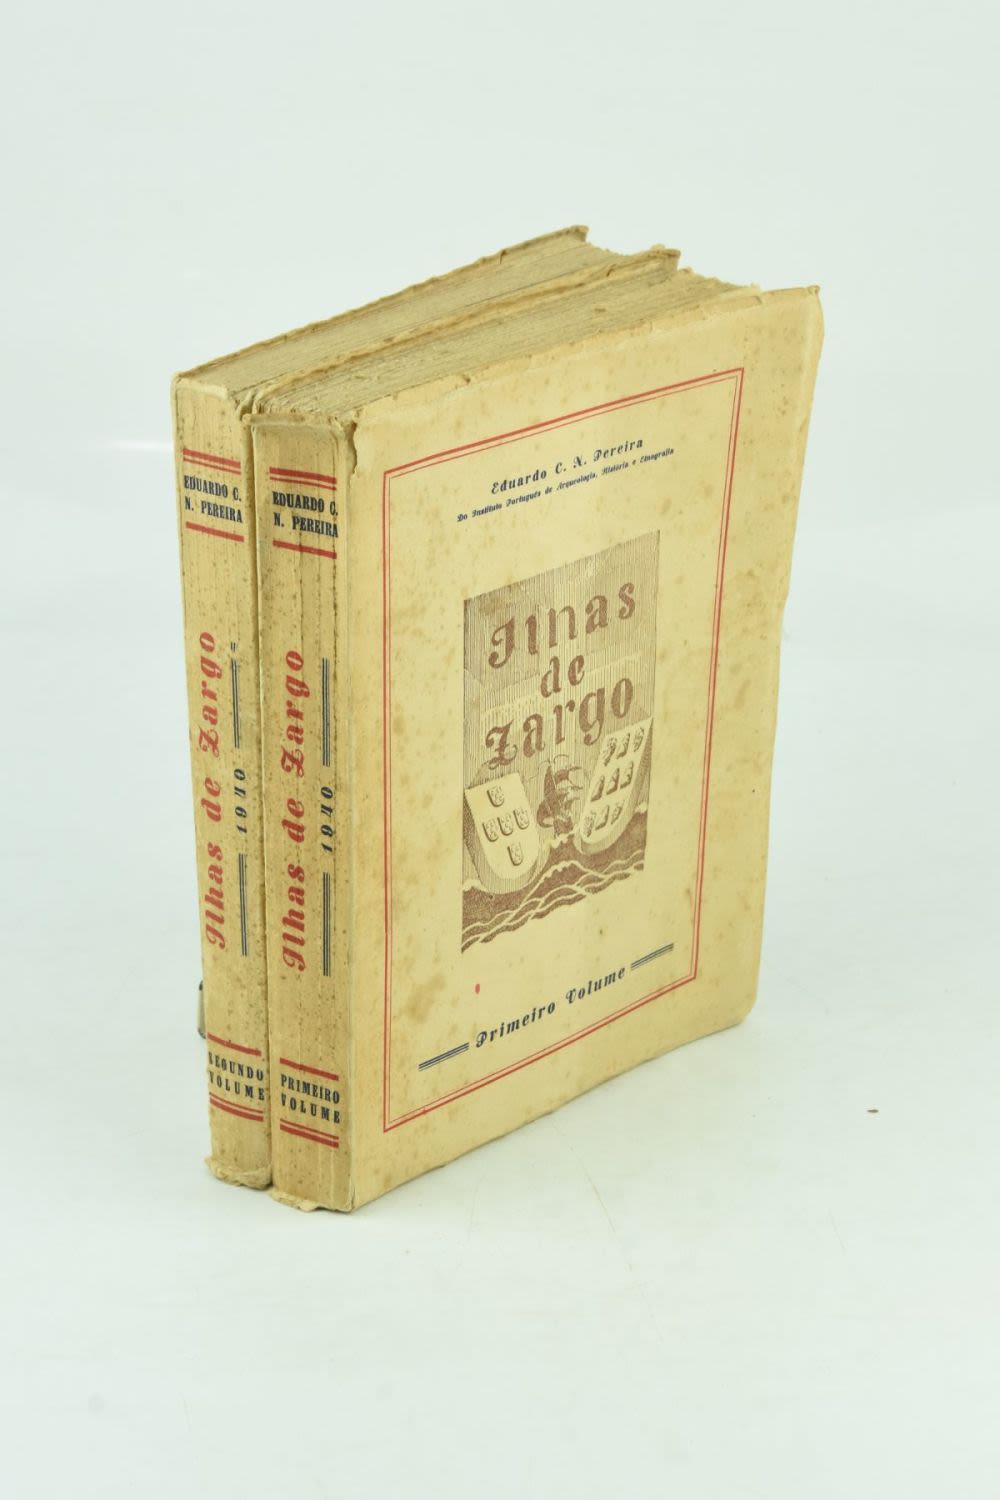 EDUARDO C.
N. PEREIRA
Ilhas de Zargo
1940
SEGUNDO
VOLUME
EDUARDO C.
N. PEREIRA
Ilhas de Zargo
1940
PRIMEIRO
VOLUME
Eduardo C. N. Pereira
Do Instituto Português de Arqueologia, História e Etnografia
Ilhas
de
Zargo
Primeiro Volume